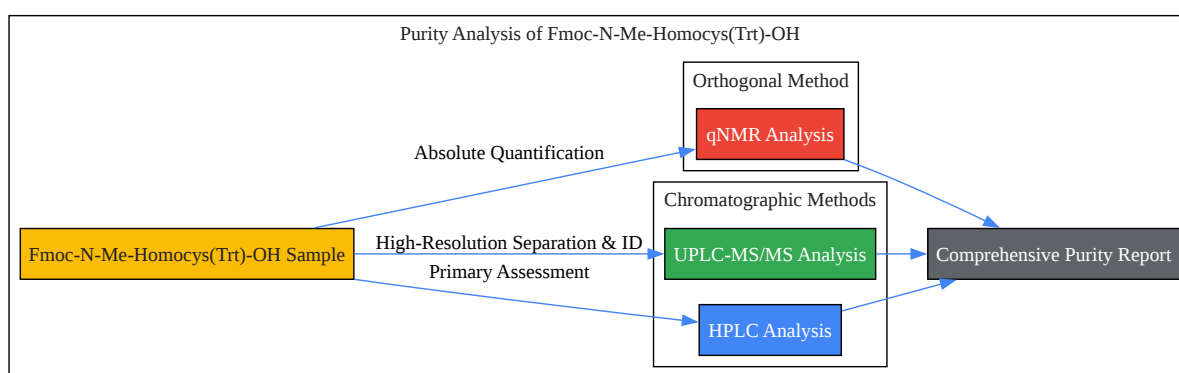 Purity Analysis of Fmoc-N-Me-Homocys(Trt)-OH
Orthogonal Method
qNMR Analysis
Absolute Quantification
Chromatographic Methods
Fmoc-N-Me-Homocys(Trt)-OH Sample
High-Resolution Separation & ID
UPLC-MS/MS Analysis
Comprehensive Purity Report
Primary Assessment
HPLC Analysis